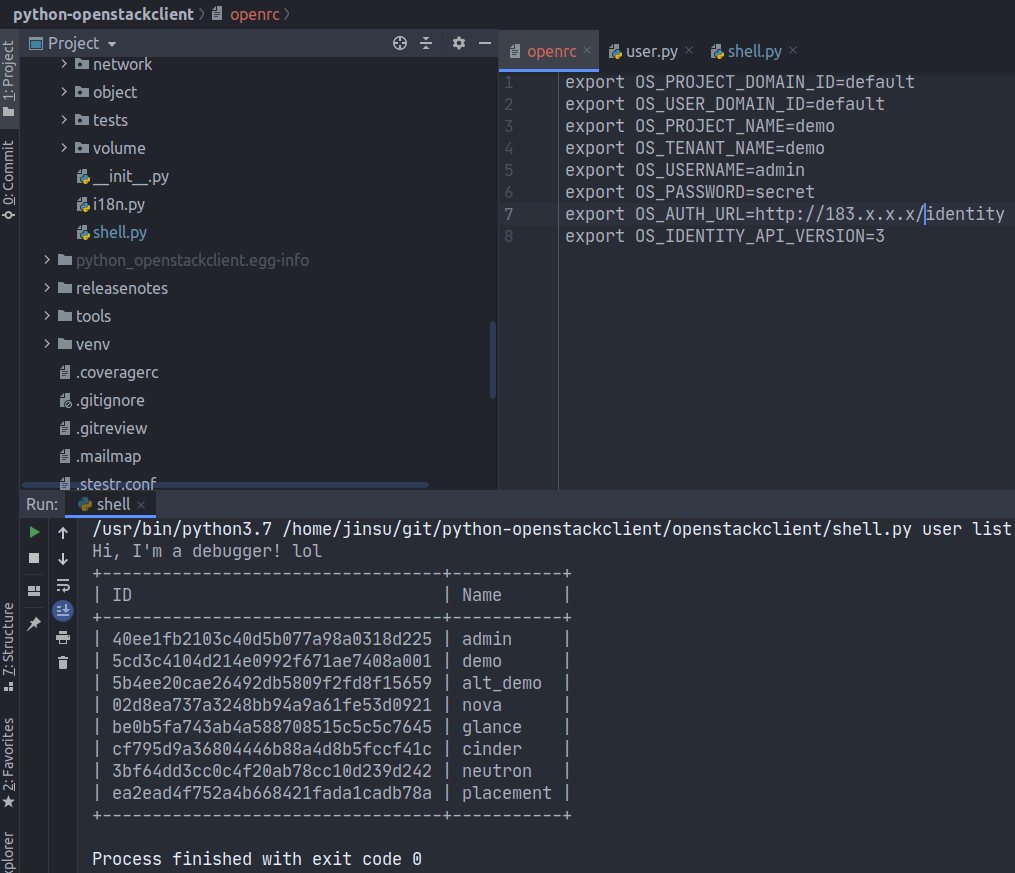 python-openstackclient openrc
1: Project
0: Commit
7: Structure
2: Favorites
xplorer
Project
network
object
tests
volume
__init__.py
i18n.py
shell.py
python_openstackclient.egg-info
releasenotes
tools
venv
.coveragerc
.gitignore
.gitreview
.mailmap
.stestr.conf
openrc user.py shell.py
1 export OS_PROJECT_DOMAIN_ID=default
2 export OS_USER_DOMAIN_ID=default
3 export OS_PROJECT_NAME=demo
4 export OS_TENANT_NAME=demo
5 export OS_USERNAME=admin
6 export OS_PASSWORD=secret
7 export OS_AUTH_URL=http://183.x.x.x/identity
8 export OS_IDENTITY_API_VERSION=3
Run: shell
/usr/bin/python3.7 /home/jinsu/git/python-openstackclient/openstackclient/shell.py user list
Hi, I'm a debugger! lol
+----------------------------------+-----------+
| ID                               | Name      |
+----------------------------------+-----------+
| 40ee1fb2103c40d5b077a98a0318d225 | admin     |
| 5cd3c4104d214e0992f671ae7408a001 | demo      |
| 5b4ee20cae26492db5809f2fd8f15659 | alt_demo  |
| 02d8ea737a3248bb94a9a61fe53d0921 | nova      |
| be0b5fa743ab4a588708515c5c5c7645 | glance    |
| cf795d9a36804446b88a4d8b5fccf41c | cinder    |
| 3bf64dd3cc0c4f20ab78cc10d239d242 | neutron   |
| ea2ead4f752a4b668421fada1cadb78a | placement |
+----------------------------------+-----------+
Process finished with exit code 0